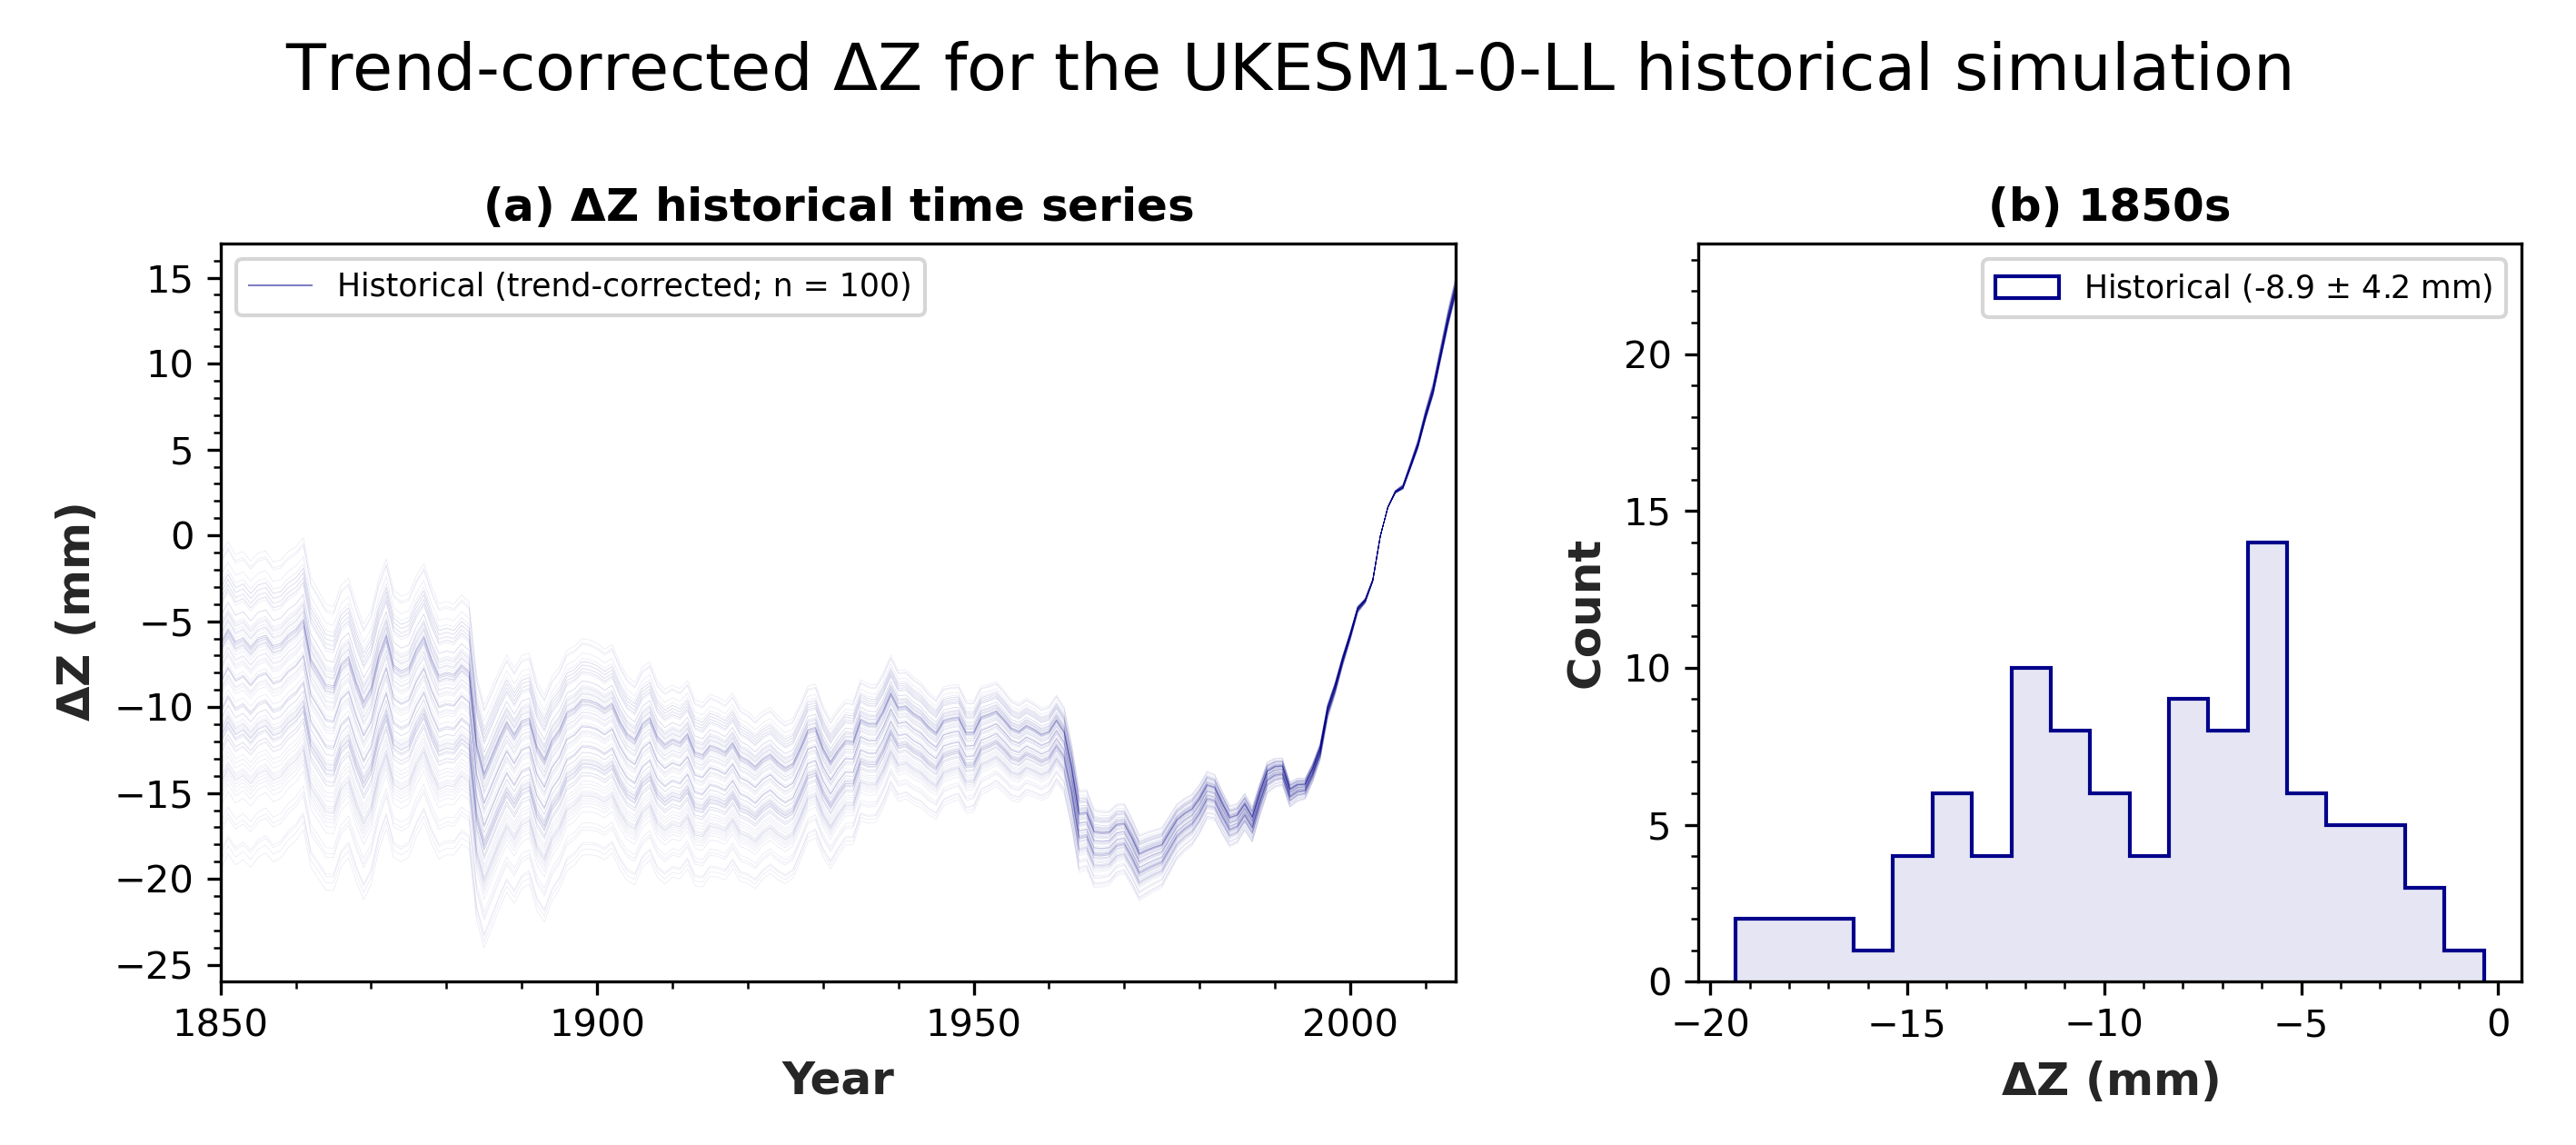 Trend-corrected ΔZ for the UKESM1-0-LL historical simulation
(a) ΔZ historical time series
Historical (trend-corrected; n = 100)
ΔZ (mm)
15
10
5
0
−5
−10
−15
−20
−25
1850
1900
1950
2000
Year
(b) 1850s
Historical (-8.9 ± 4.2 mm)
Count
20
15
10
5
0
−20
−15
−10
−5
0
ΔZ (mm)